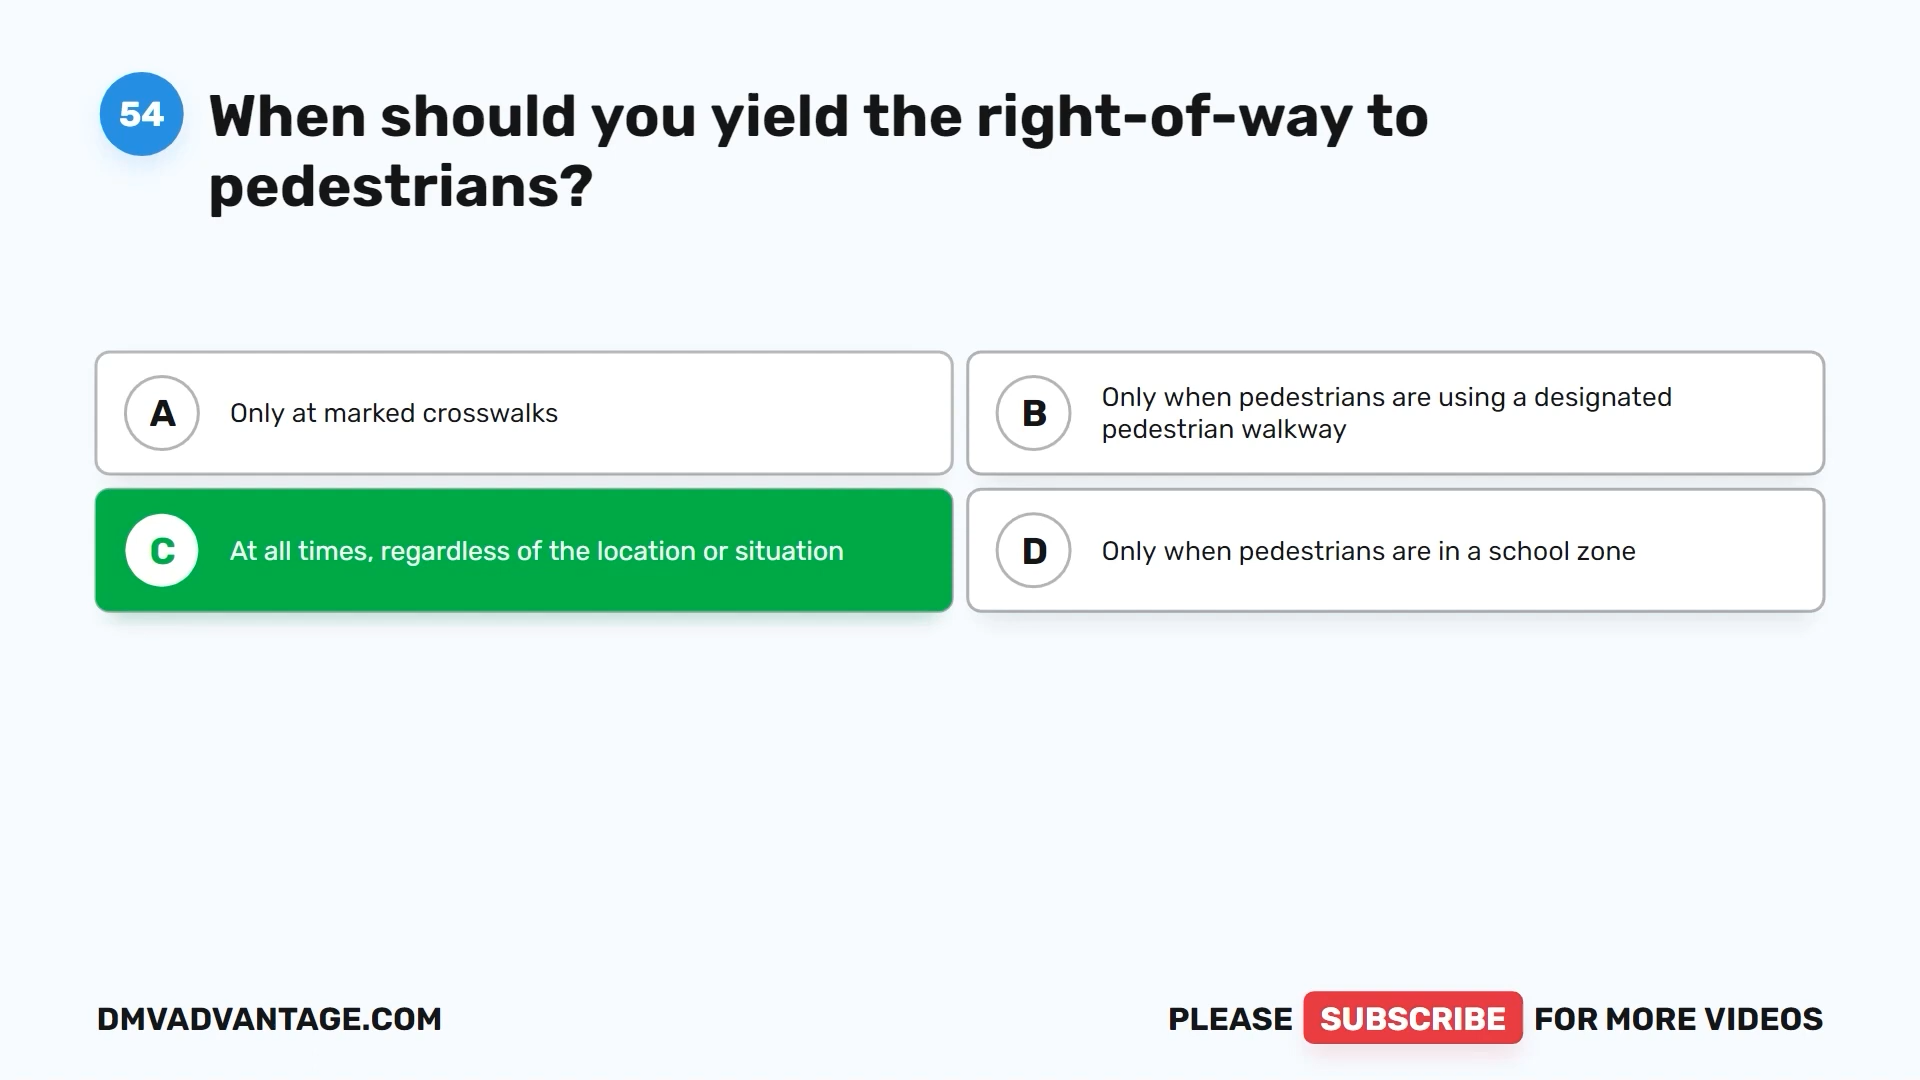 54
When should you yield the right-of-way to
pedestrians?
A
Only at marked crosswalks
B
Only when pedestrians are using a designated
pedestrian walkway
C
At all times, regardless of the location or situation
D
Only when pedestrians are in a school zone
DMVADVANTAGE.COM
PLEASE SUBSCRIBE FOR MORE VIDEOS